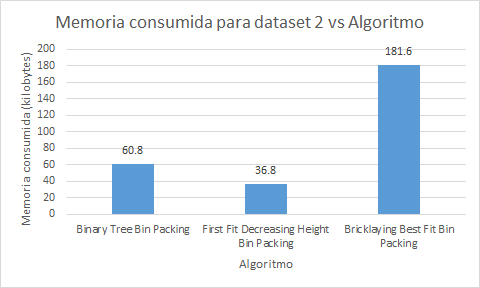 Memoria consumida para dataset 2 vs Algoritmo
Memoria consumida (kilobytes)
200
180
160
140
120
100
80
60
40
20
0
60.8
36.8
181.6
Binary Tree Bin Packing
First Fit Decreasing Height
Bin Packing
Bricklaying Best Fit Bin
Packing
Algoritmo